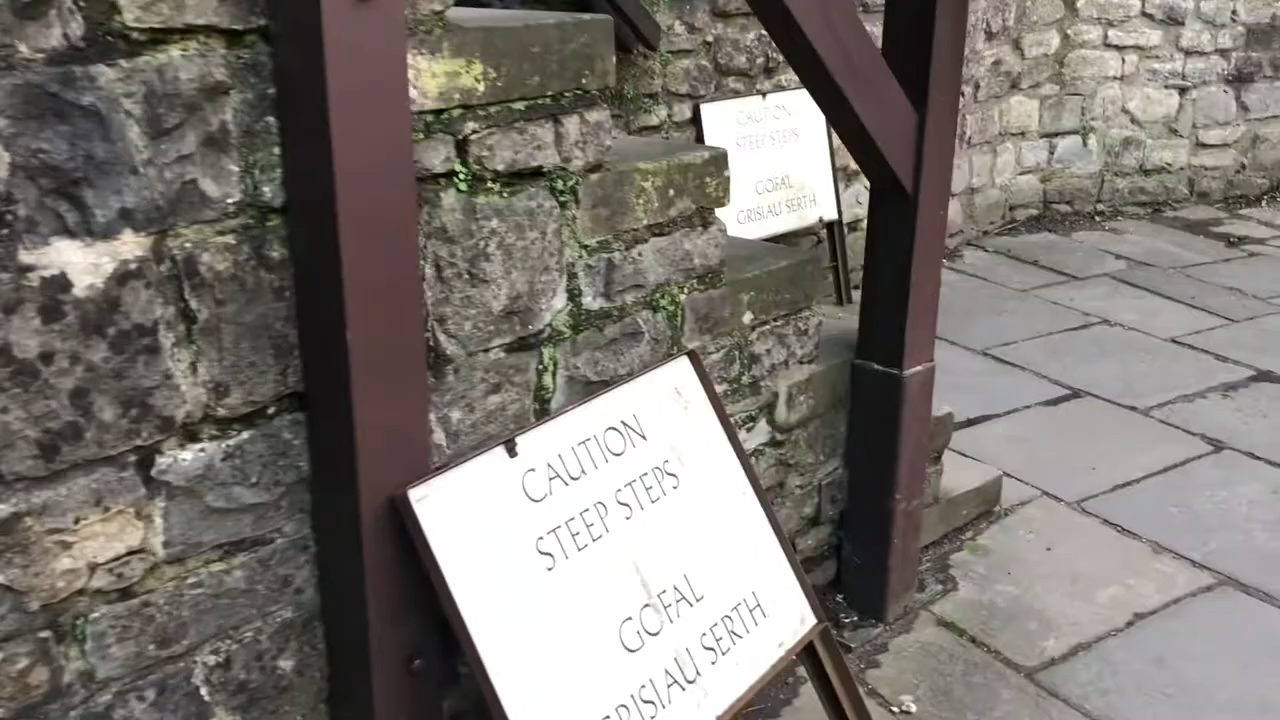 CAUTION
STEEP STEPS
GOFAL
GRISIAU SERTH
CAUTION
STEEP STEPS
GOFAL
GRISIAU SERTH